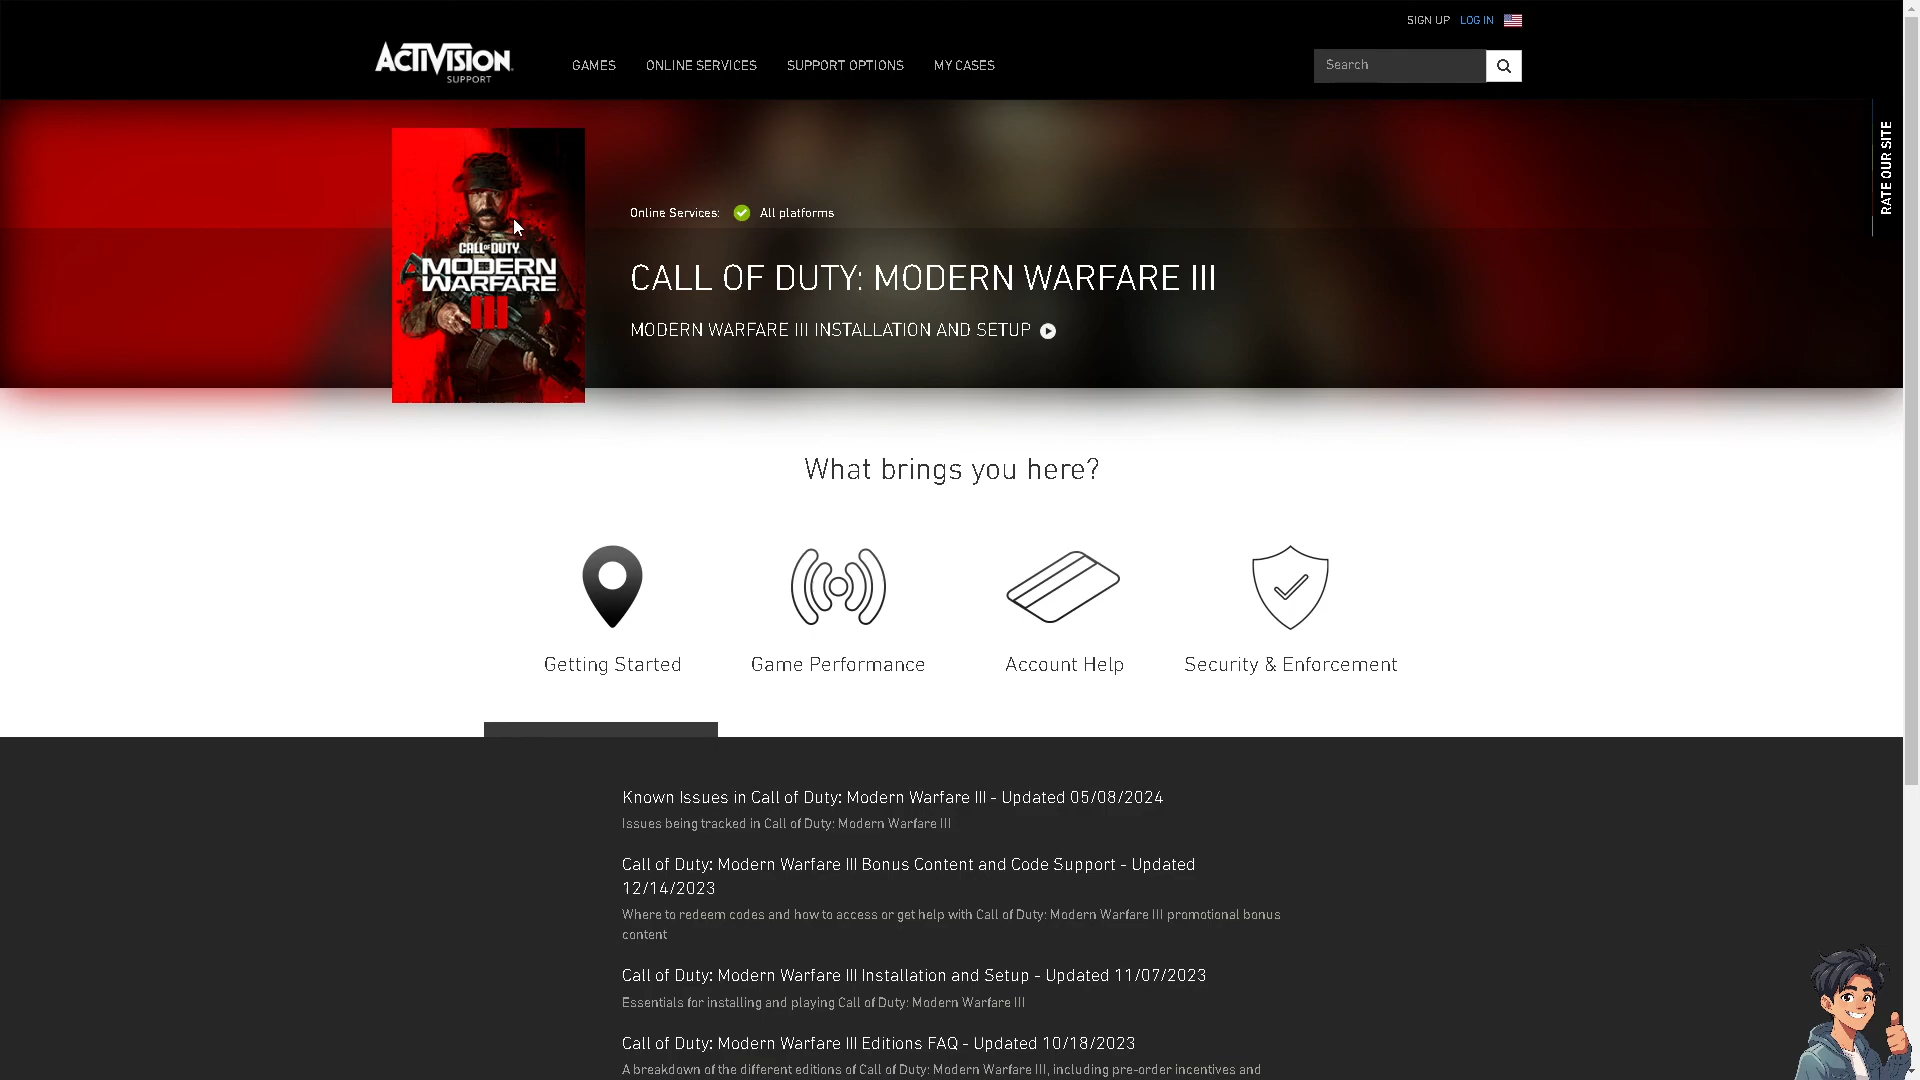 SIGN UP LOG IN
ACTIVISION
SUPPORT
GAMES ONLINE SERVICES SUPPORT OPTIONS MY CASES
Search
RATE OUR SITE
Online Services: All platforms
CALL OF DUTY
MODERN
WARFARE
III
CALL OF DUTY: MODERN WARFARE III
MODERN WARFARE III INSTALLATION AND SETUP
What brings you here?
Getting Started Game Performance Account Help Security & Enforcement
Known Issues in Call of Duty: Modern Warfare III - Updated 05/08/2024
Issues being tracked in Call of Duty: Modern Warfare III
Call of Duty: Modern Warfare III Bonus Content and Code Support - Updated
12/14/2023
Where to redeem codes and how to access or get help with Call of Duty: Modern Warfare III promotional bonus
content
Call of Duty: Modern Warfare III Installation and Setup - Updated 11/07/2023
Essentials for installing and playing Call of Duty: Modern Warfare III
Call of Duty: Modern Warfare III Editions FAQ - Updated 10/18/2023
A breakdown of the different editions of Call of Duty: Modern Warfare III, including pre-order incentives and